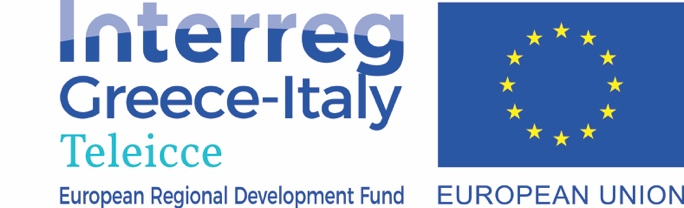 Interreg
Greece-Italy
Teleicce
European Regional Development Fund
EUROPEAN UNION